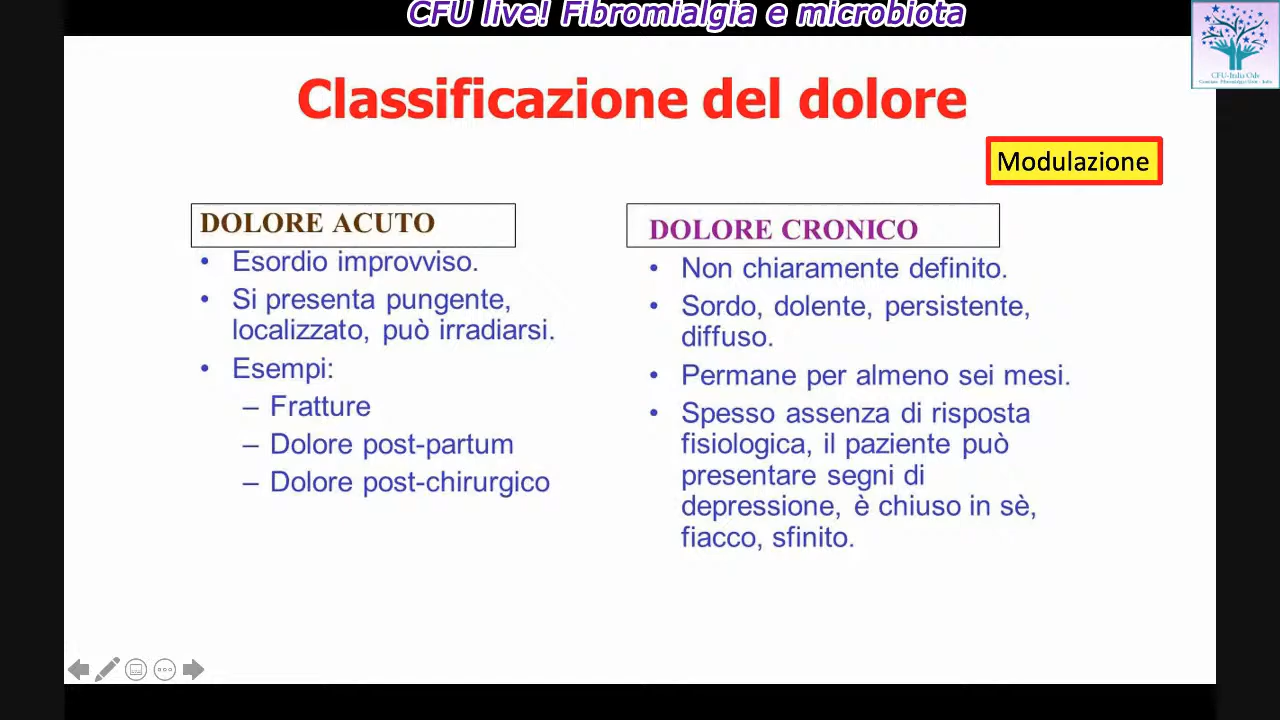 CFU live! Fibromialgia e microbiota
CFU-Italia Odv
Classificazione del dolore
Modulazione
DOLORE ACUTO
• Esordio improvviso.
• Si presenta pungente,
localizzato, può irradiarsi.
• Esempi:
– Fratture
– Dolore post-partum
– Dolore post-chirurgico
DOLORE CRONICO
• Non chiaramente definito.
• Sordo, dolente, persistente,
diffuso.
• Permane per almeno sei mesi.
• Spesso assenza di risposta
fisiologica, il paziente può
presentare segni di
depressione, è chiuso in sè,
fiacco, sfinito.